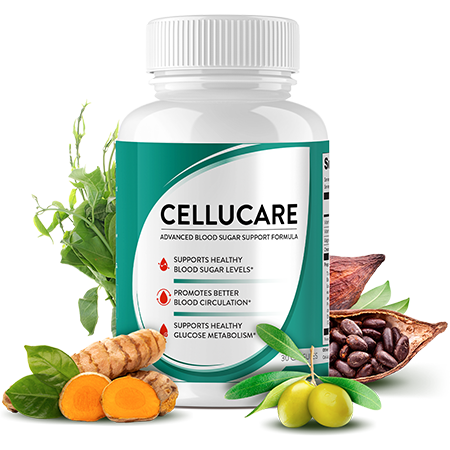 CELLUCARE
ADVANCED BLOOD SUGAR SUPPORT FORMULA
SUPPORTS HEALTHY
BLOOD SUGAR LEVELS*
PROMOTES BETTER
BLOOD CIRCULATION*
SUPPORTS HEALTHY
GLUCOSE METABOLISM*
30